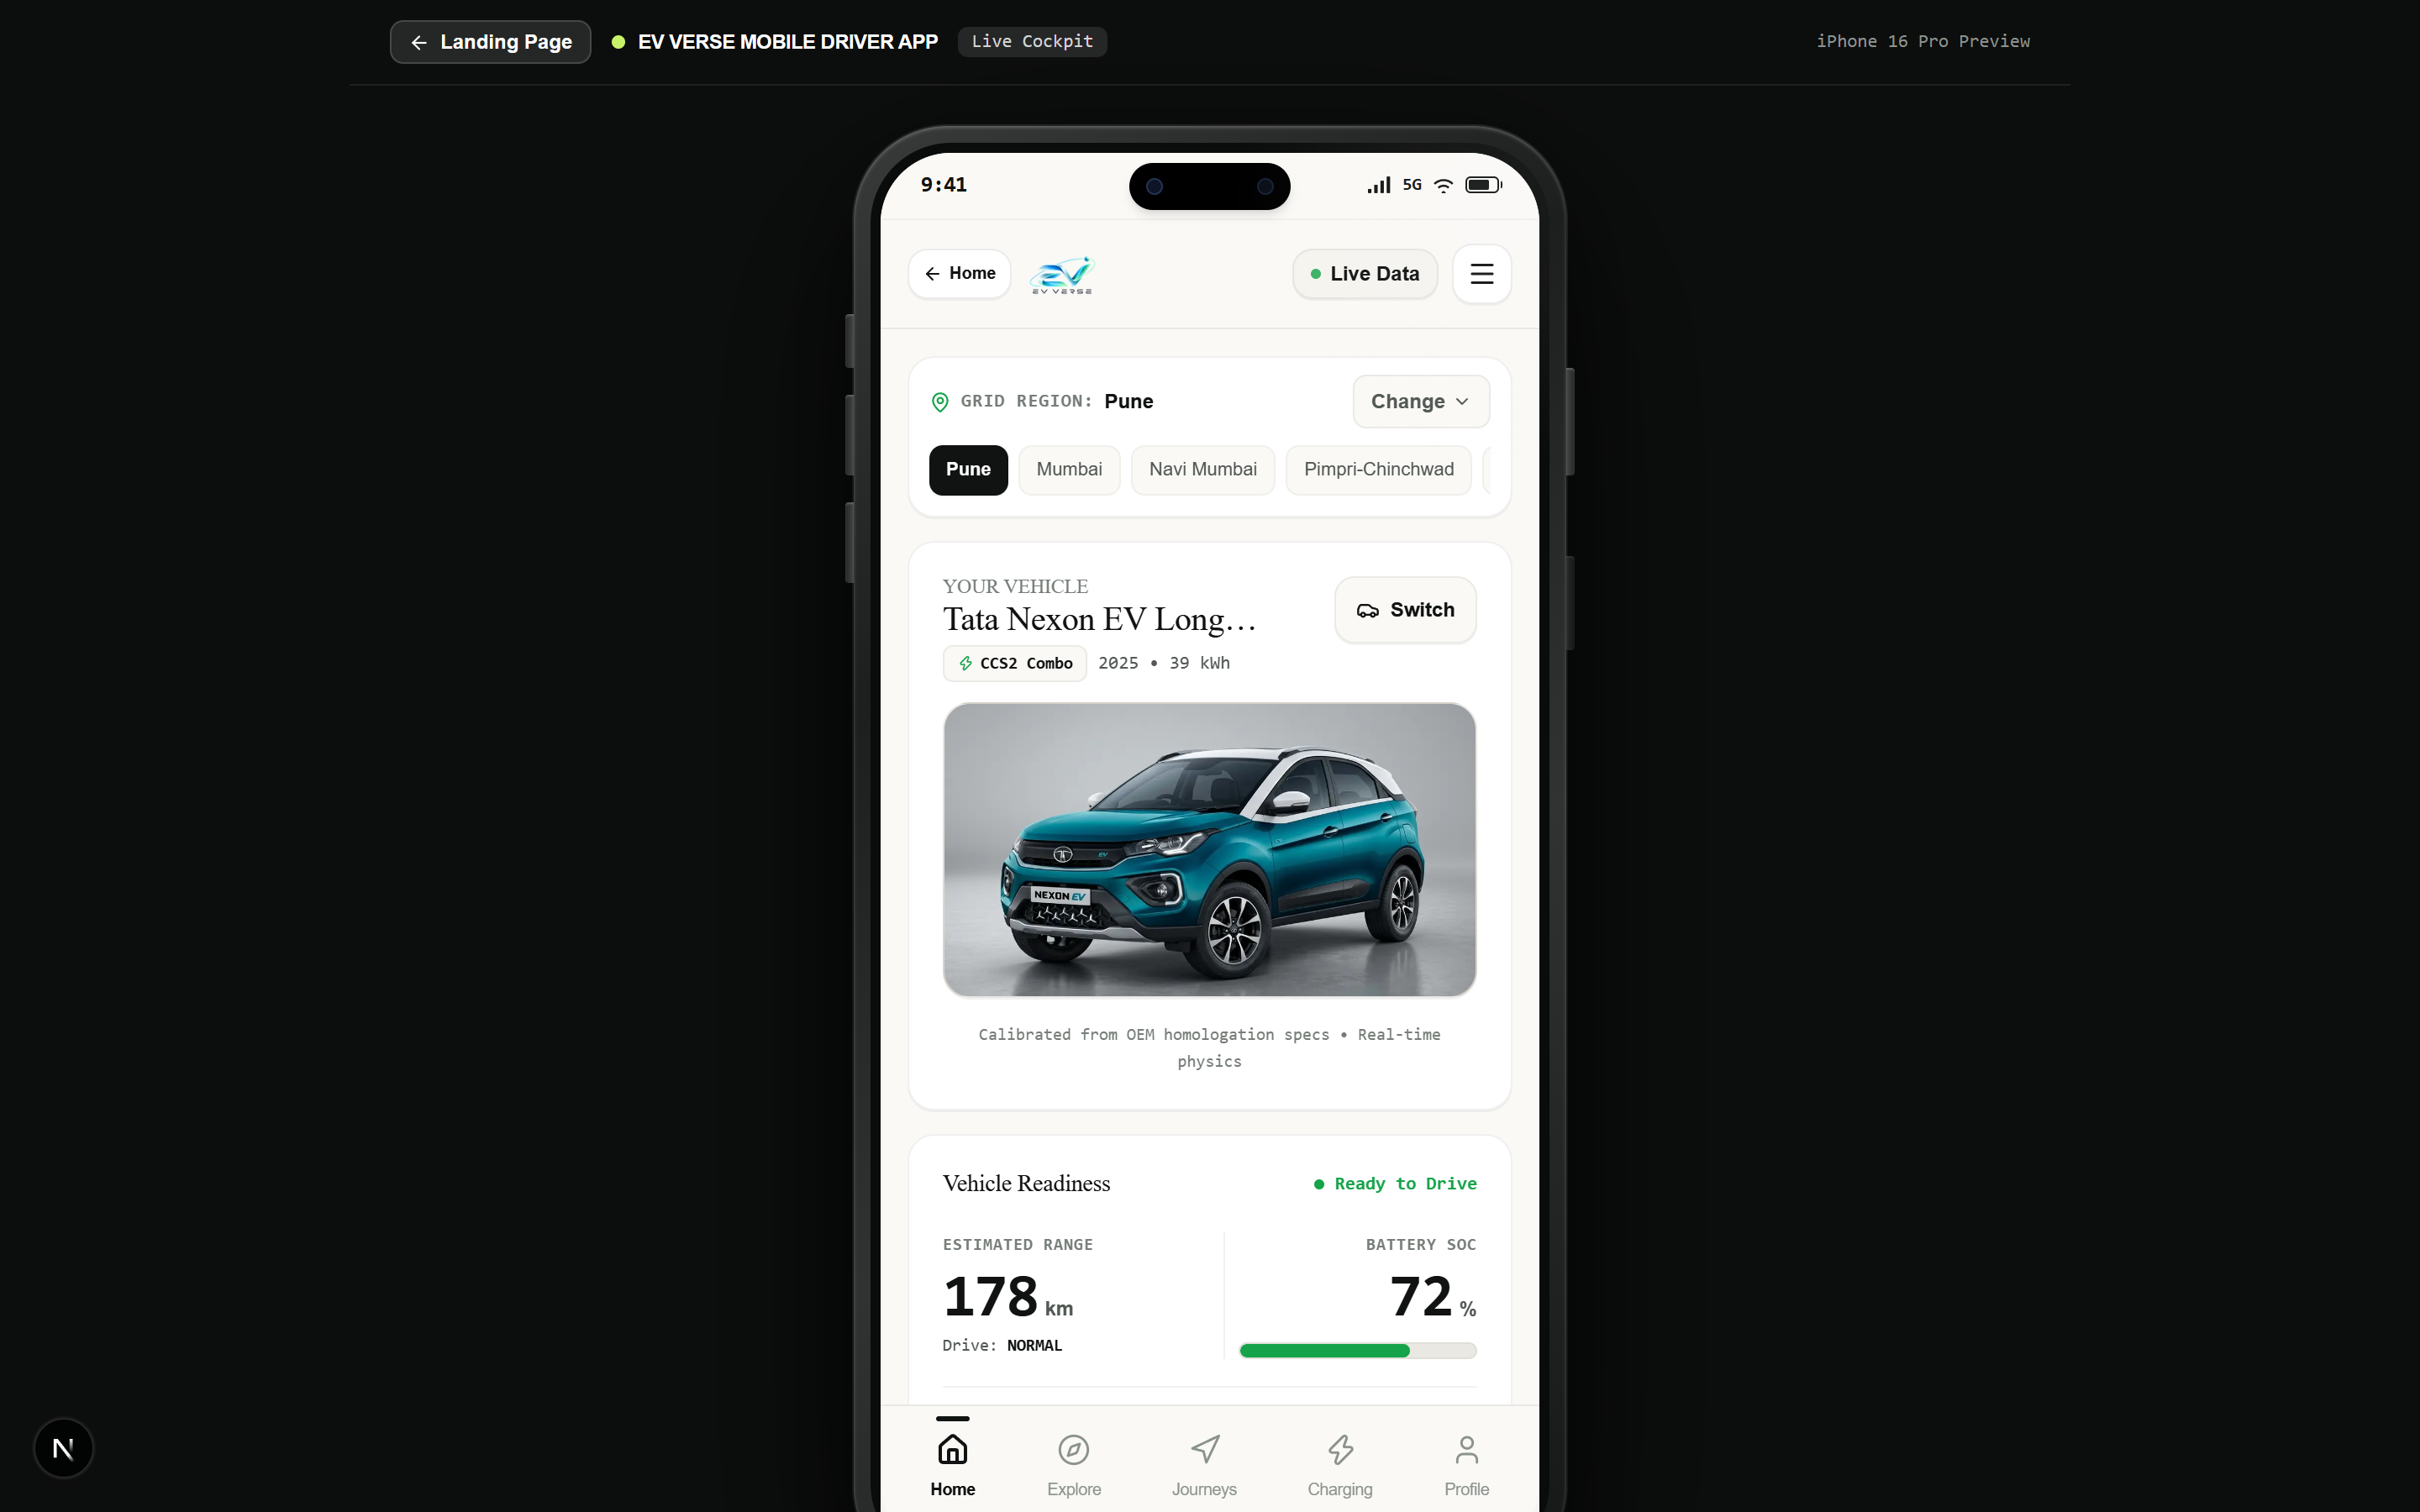 Landing Page
EV VERSE MOBILE DRIVER APP
Live Cockpit
iPhone 16 Pro Preview
9:41
5G
Home
EV VERSE
Live Data
GRID REGION: Pune
Change
Pune
Mumbai
Navi Mumbai
Pimpri-Chinchwad
YOUR VEHICLE
Tata Nexon EV Long...
Switch
CCS2 Combo
2025 • 39 kWh
NEXON EV
Calibrated from OEM homologation specs • Real-time
physics
Vehicle Readiness
Ready to Drive
ESTIMATED RANGE
BATTERY SOC
178 km
72 %
Drive: NORMAL
Home
Explore
Journeys
Charging
Profile
N